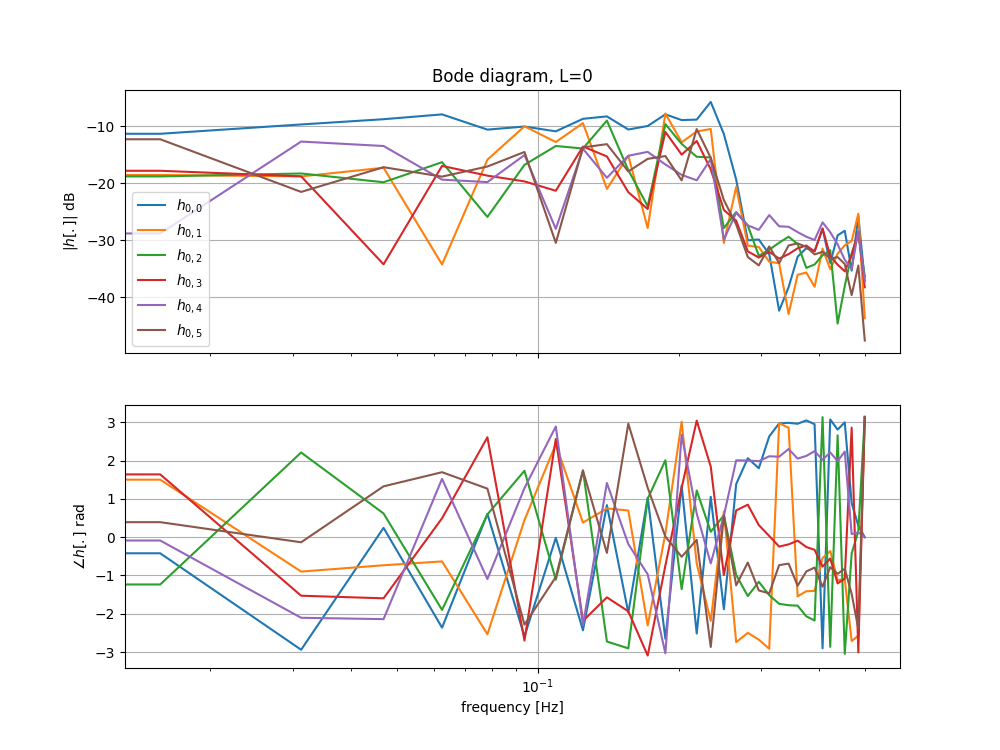 Bode diagram, L=0
|h[.]| dB
−10
−20
−30
−40
h0,0
h0,1
h0,2
h0,3
h0,4
h0,5
∠h[.] rad
3
2
1
0
−1
−2
−3
10−1
frequency [Hz]